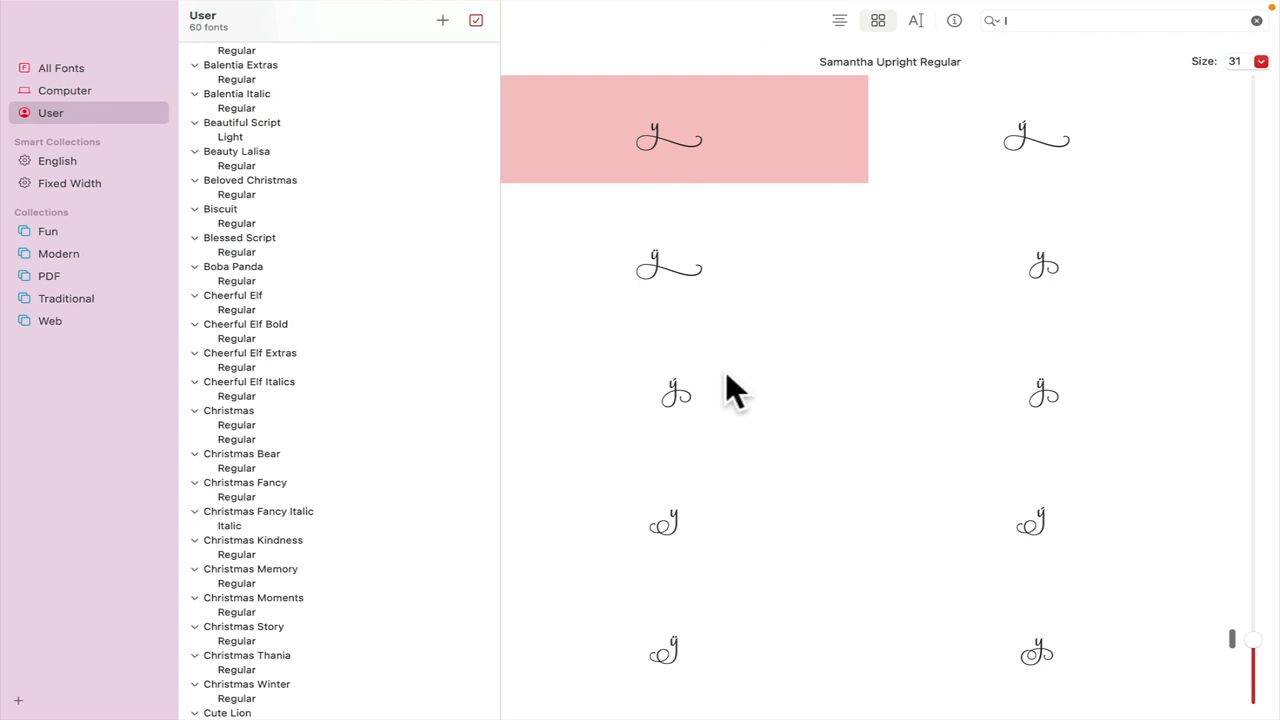 User
60 fonts
l
Samantha Upright Regular
Size: 31
All Fonts
Computer
User
Smart Collections
English
Fixed Width
Collections
Fun
Modern
PDF
Traditional
Web
Regular
Balentia Extras
Regular
Balentia Italic
Regular
Beautiful Script
Light
Beauty Lalisa
Regular
Beloved Christmas
Regular
Biscuit
Regular
Blessed Script
Regular
Boba Panda
Regular
Cheerful Elf
Regular
Cheerful Elf Bold
Regular
Cheerful Elf Extras
Regular
Cheerful Elf Italics
Regular
Christmas
Regular
Regular
Christmas Bear
Regular
Christmas Fancy
Regular
Christmas Fancy Italic
Italic
Christmas Kindness
Regular
Christmas Memory
Regular
Christmas Moments
Regular
Christmas Story
Regular
Christmas Thania
Regular
Christmas Winter
Regular
Cute Lion
y ý
ÿ y
ý ÿ
y ý
ÿ y